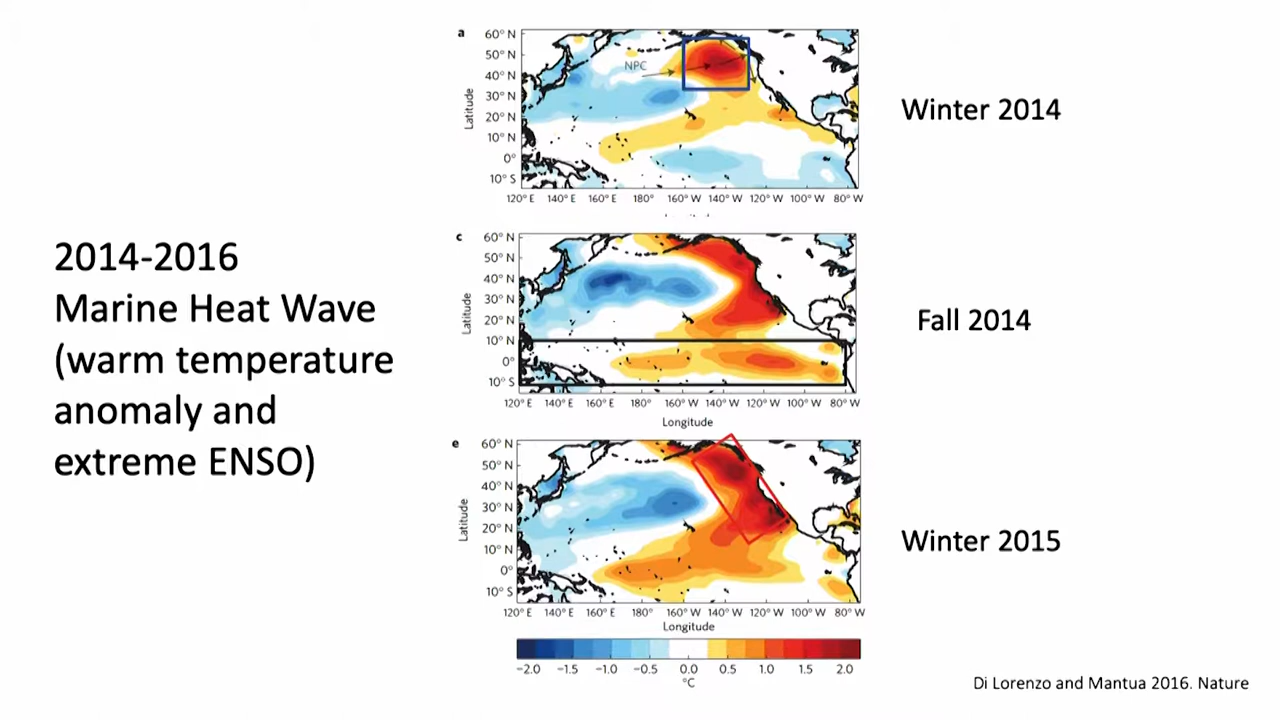 a
60° N
50° N
40° N
30° N
20° N
10° N
0°
10° S
Latitude
NPC
120° E 140° E 160° E 180° 160° W 140° W 120° W 100° W 80° W
Winter 2014
2014-2016
Marine Heat Wave
(warm temperature
anomaly and
extreme ENSO)
c
60° N
50° N
40° N
30° N
20° N
10° N
0°
10° S
Latitude
120° E 140° E 160° E 180° 160° W 140° W 120° W 100° W 80° W
Longitude
Fall 2014
e
60° N
50° N
40° N
30° N
20° N
10° N
0°
10° S
Latitude
120° E 140° E 160° E 180° 160° W 140° W 120° W 100° W 80° W
Longitude
Winter 2015
−2.0 −1.5 −1.0 −0.5 0.0 0.5 1.0 1.5 2.0
°C
Di Lorenzo and Mantua 2016. Nature